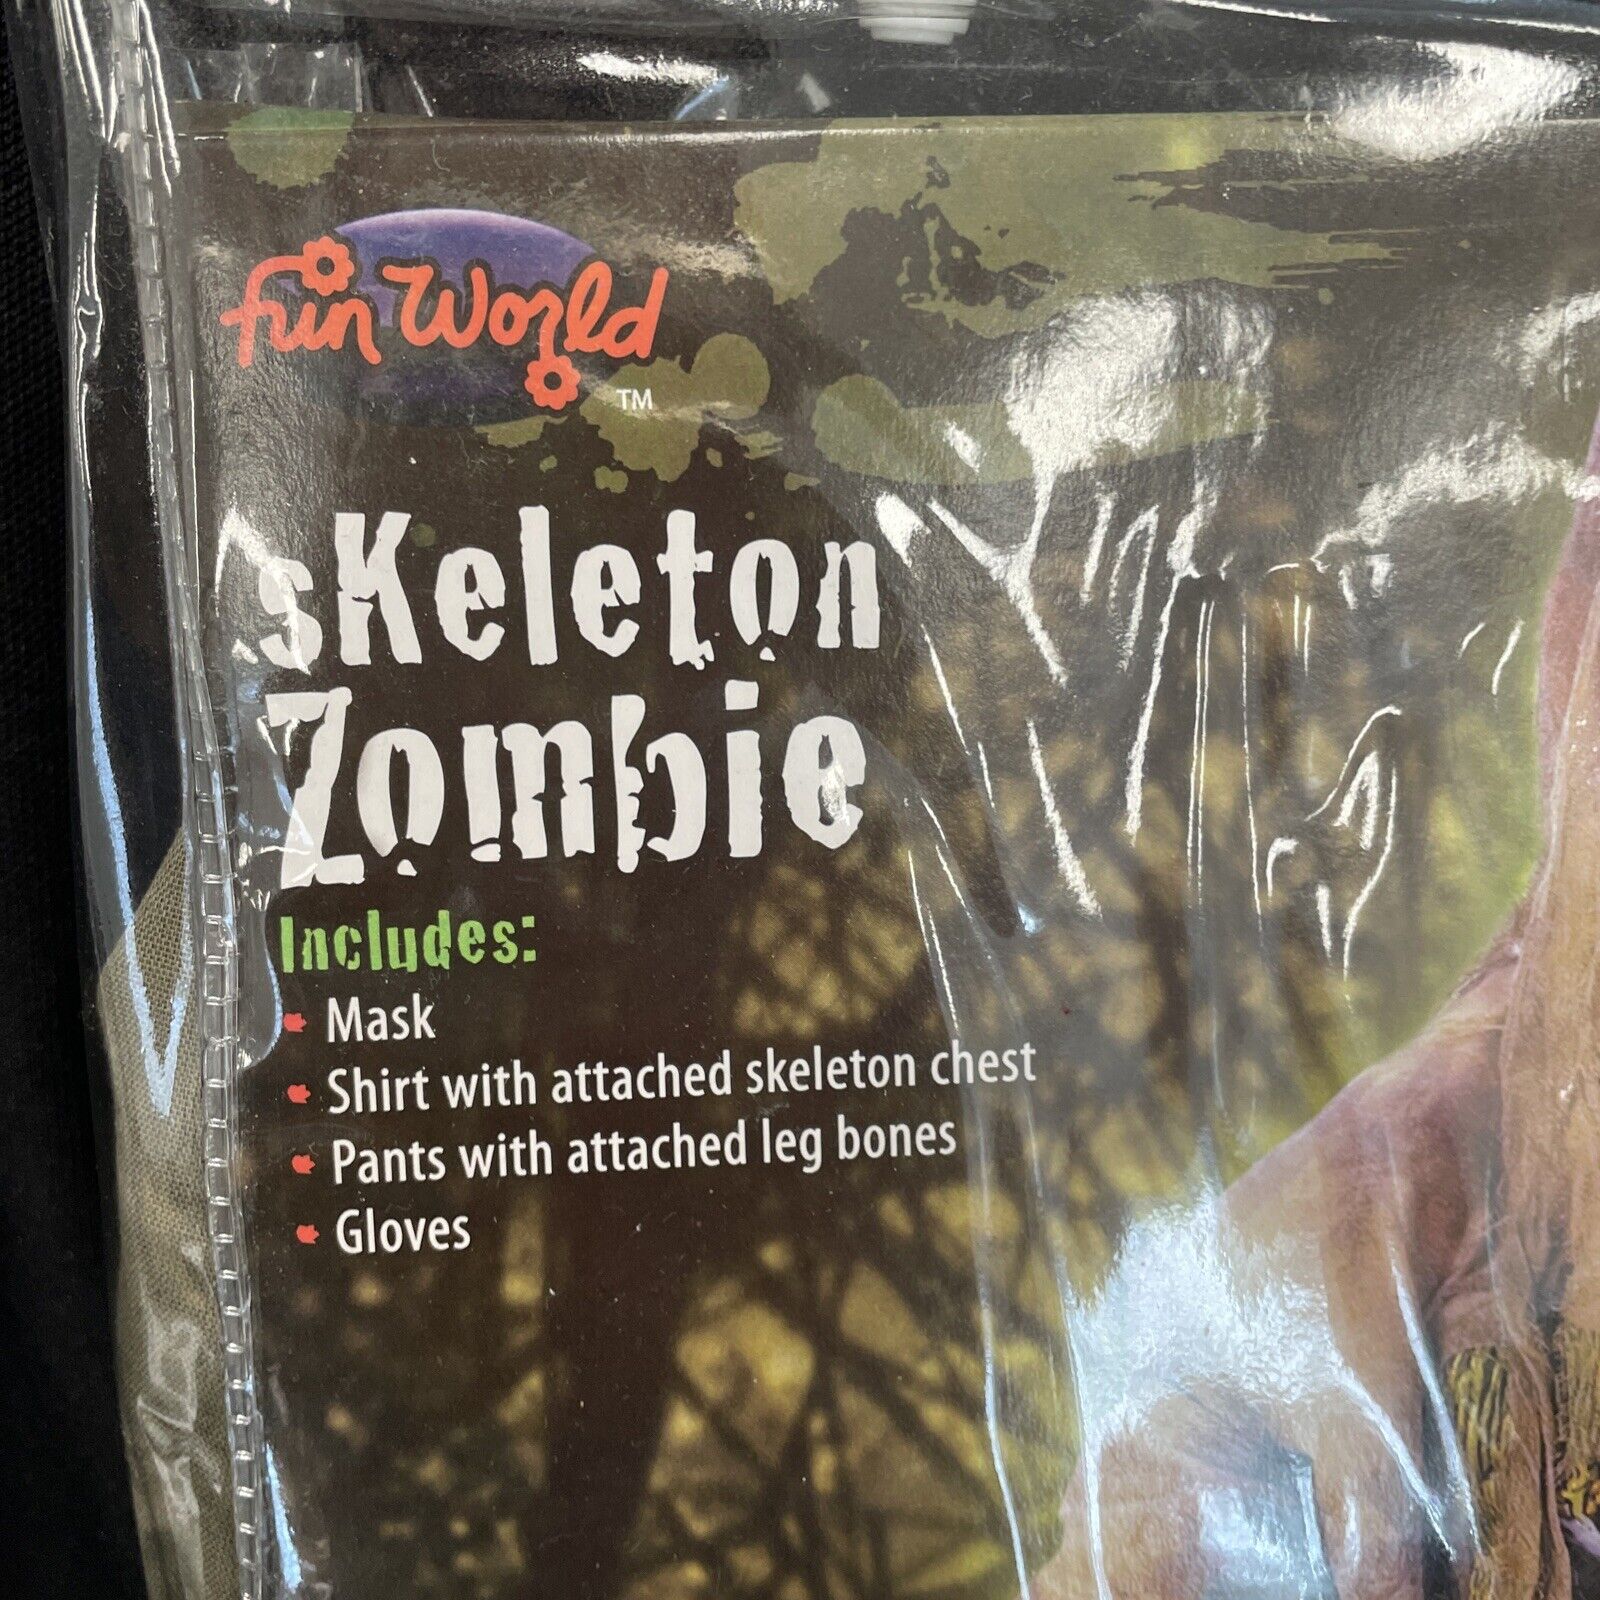 fun World
TM
sKeleton
Zombie
Includes:
Mask
Shirt with attached skeleton chest
Pants with attached leg bones
Gloves